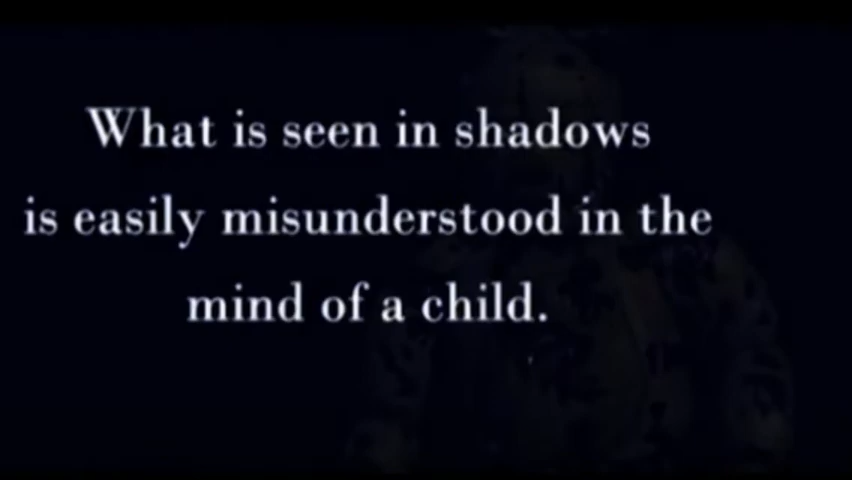 What is seen in shadows
is easily misunderstood in the
mind of a child.